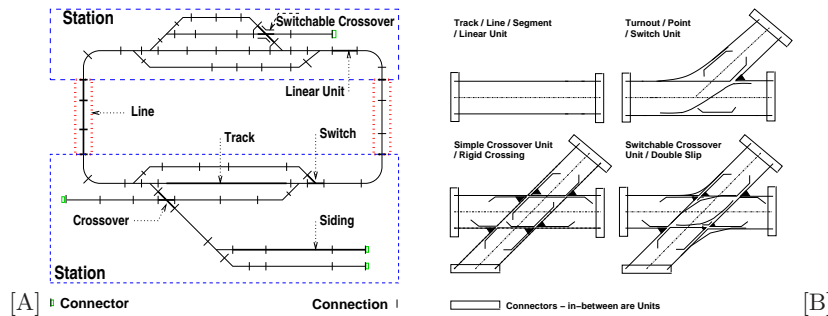 Station
Switchable Crossover
Linear Unit
Line
Track
Switch
Crossover
Siding
Station
[A]
Connector
Connection
Track / Line / Segment
/ Linear Unit
Turnout / Point
/ Switch Unit
Simple Crossover Unit
/ Rigid Crossing
Switchable Crossover
Unit / Double Slip
Connectors – in–between are Units
[B]